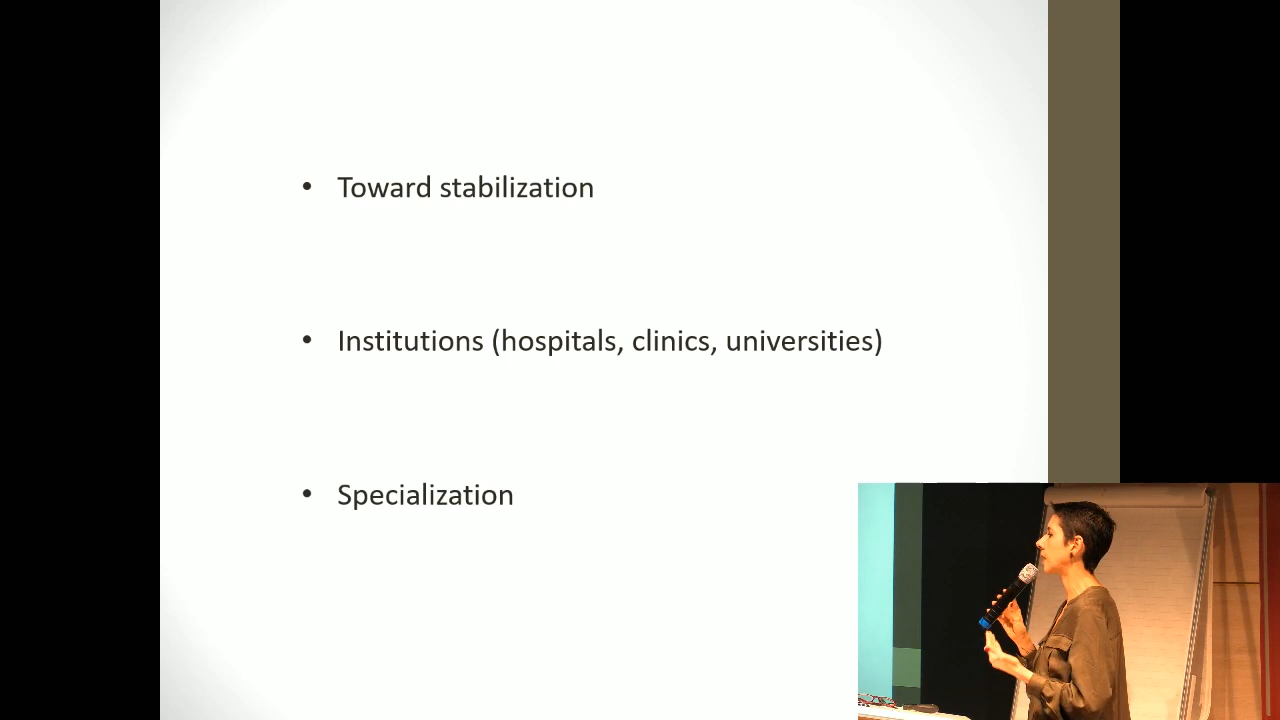 • Toward stabilization
• Institutions (hospitals, clinics, universities)
• Specialization